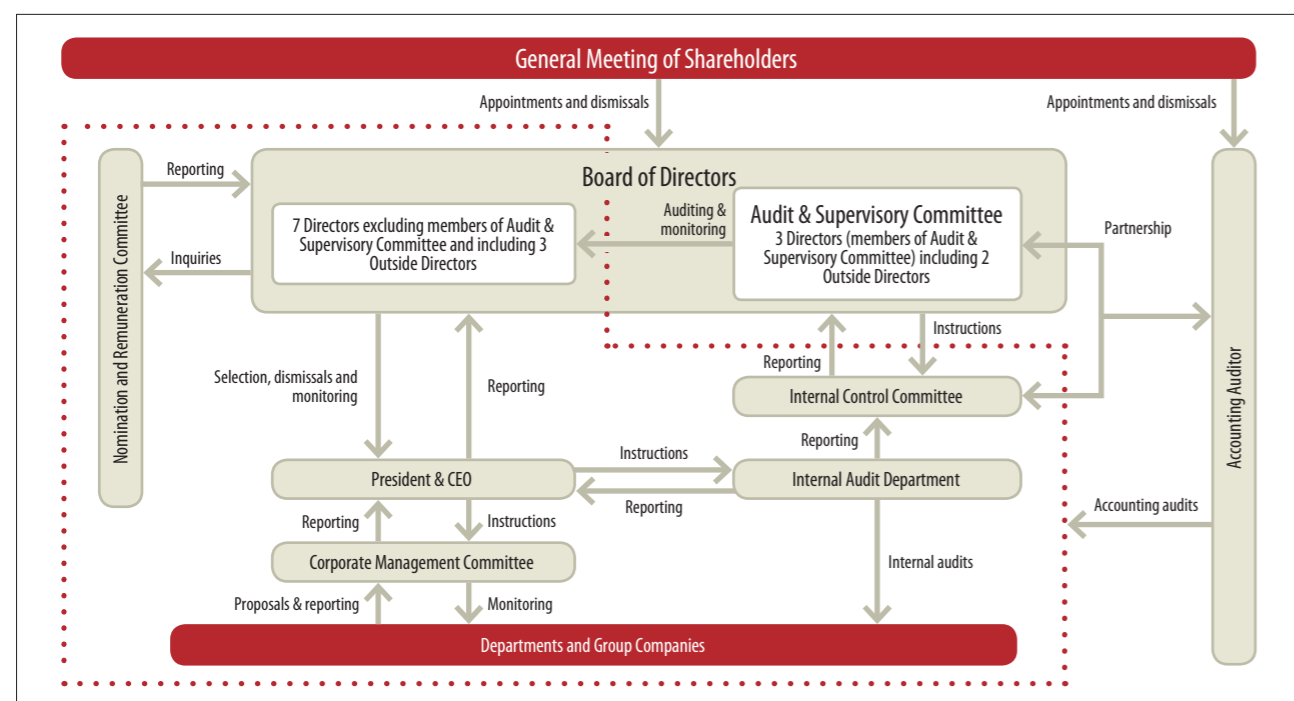 General Meeting of Shareholders
Appointments and dismissals
Appointments and dismissals
Nomination and Remuneration Committee
Reporting
Inquiries
Board of Directors
7 Directors excluding members of Audit &
Supervisory Committee and including 3
Outside Directors
Auditing &
monitoring
Audit & Supervisory Committee
3 Directors (members of Audit &
Supervisory Committee) including 2
Outside Directors
Partnership
Accounting Auditor
Selection, dismissals and
monitoring
Reporting
Reporting
Instructions
Internal Control Committee
Reporting
President & CEO
Instructions
Reporting
Internal Audit Department
Reporting
Instructions
Corporate Management Committee
Internal audits
Accounting audits
Proposals & reporting
Monitoring
Departments and Group Companies